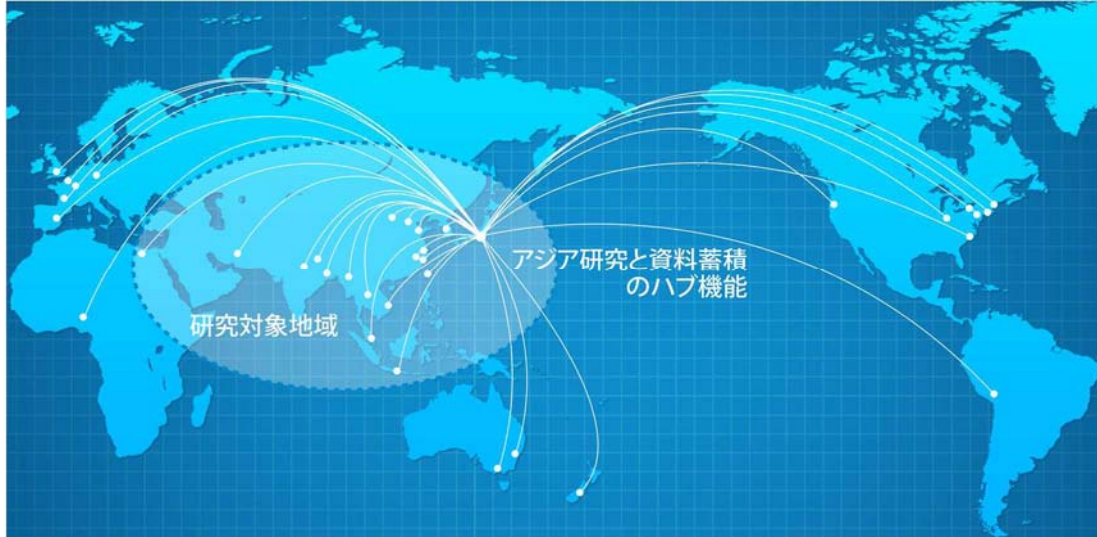 アジア研究と資料蓄積
のハブ機能
研究対象地域